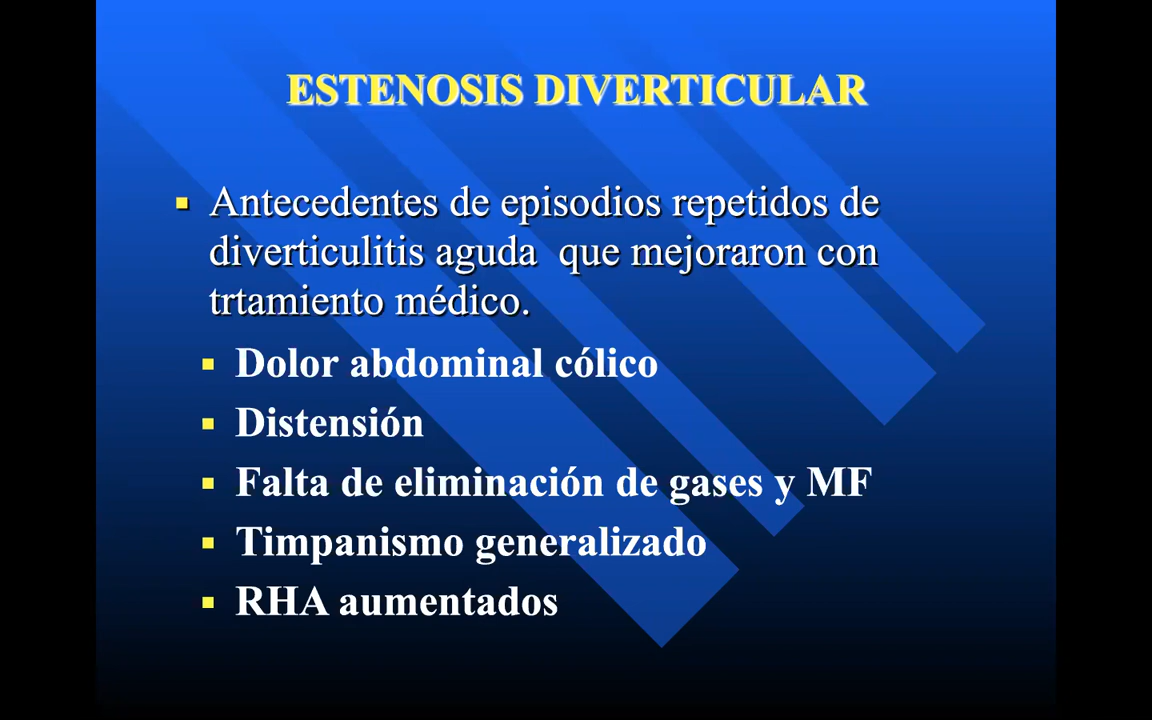 ESTENOSIS DIVERTICULAR
▪ Antecedentes de episodios repetidos de
diverticulitis aguda  que mejoraron con
trtamiento médico.
▪ Dolor abdominal cólico
▪ Distensión
▪ Falta de eliminación de gases y MF
▪ Timpanismo generalizado
▪ RHA aumentados